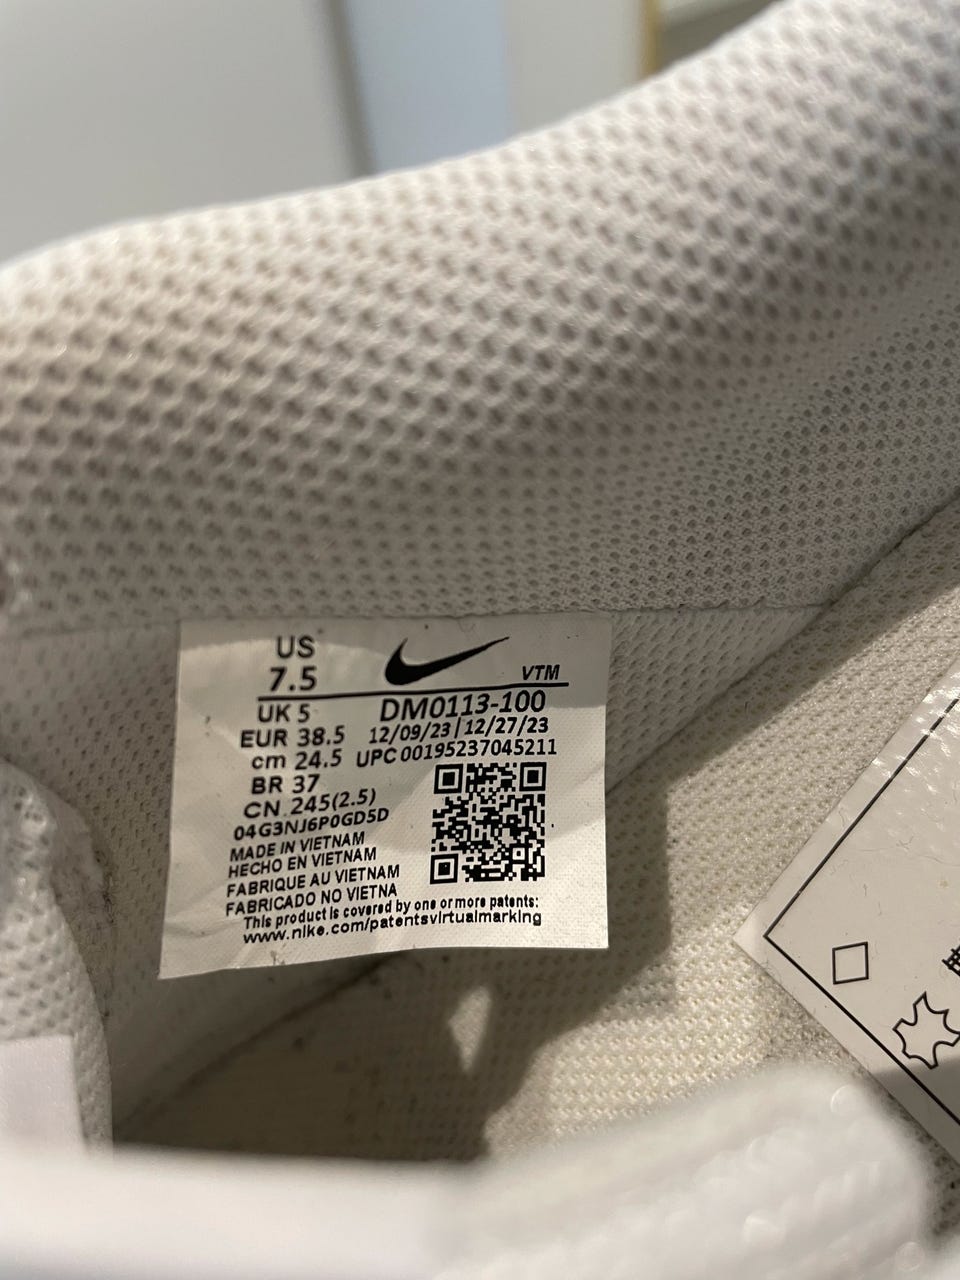 US
7.5
VTM
UK 5 DM0113-100
EUR 38.5 12/09/23|12/27/23
cm 24.5 UPC 00195237045211
BR 37
CN 245(2.5)
04G3NJ6P0GD5D
MADE IN VIETNAM
HECHO EN VIETNAM
FABRIQUE AU VIETNAM
FABRICADO NO VIETNA
This product is covered by one or more patents:
www.nike.com/patentsvirtualmarking